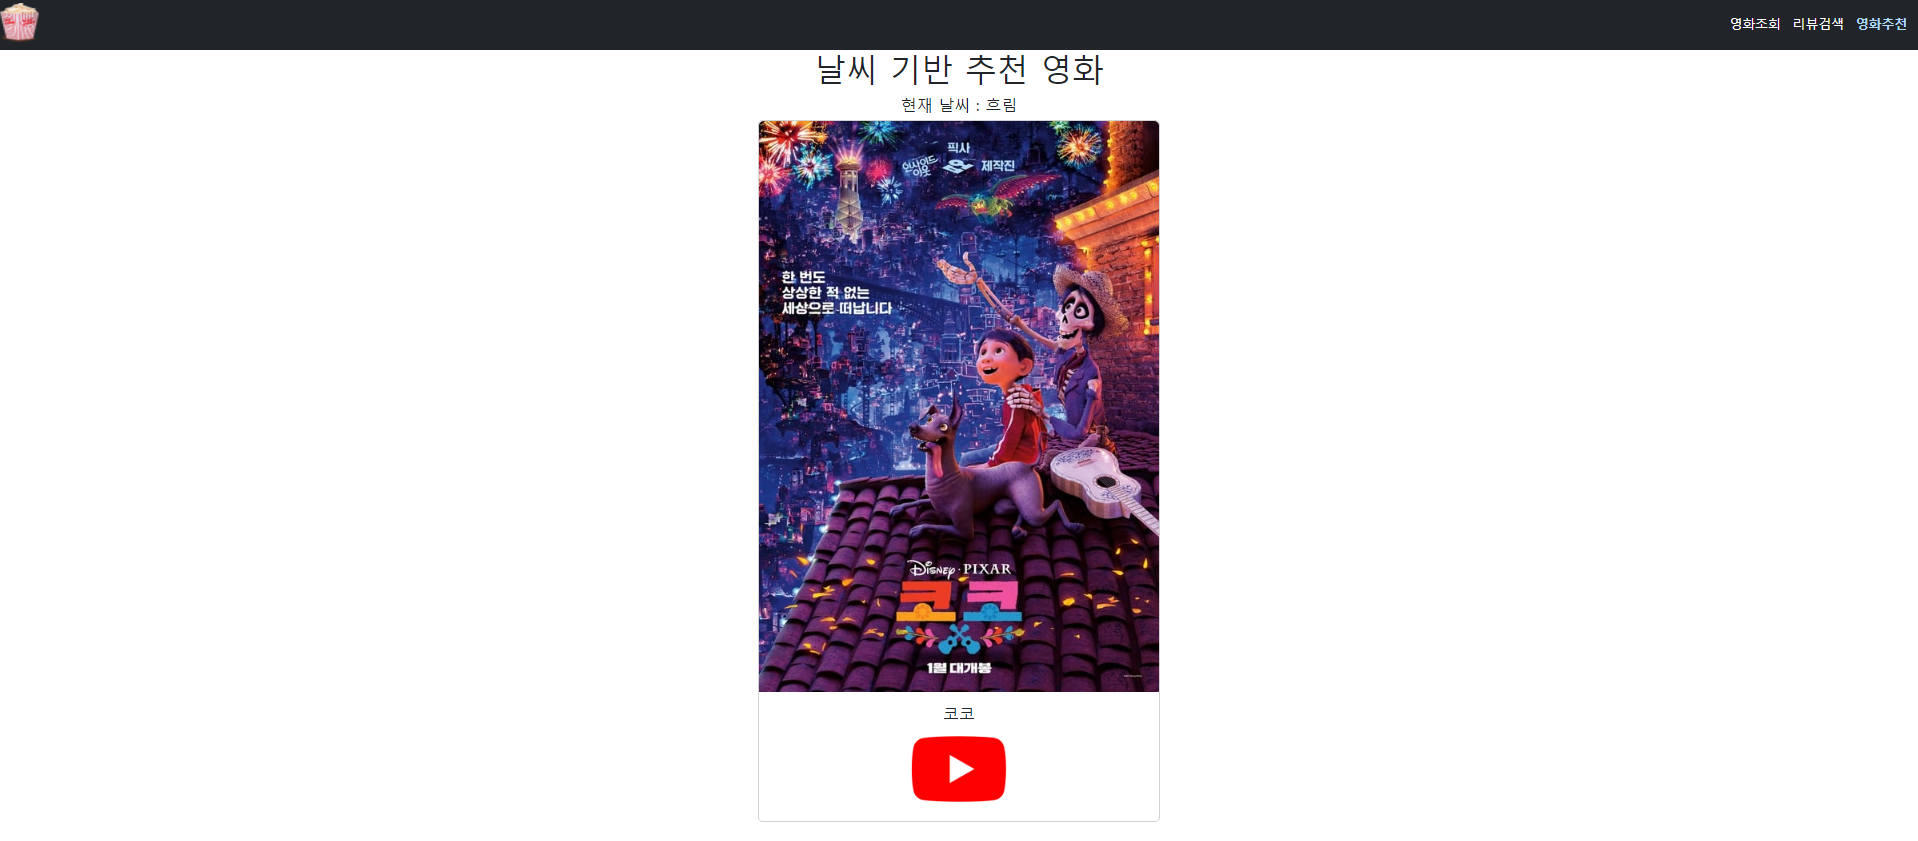 영화조회 리뷰검색 영화추천
날씨 기반 추천 영화
현재 날씨 : 흐림
픽사
인사이드 아웃 제작진
한 번도
상상한 적 없는
세상으로 떠납니다
Disney · PIXAR
코코
1월 대개봉
코코